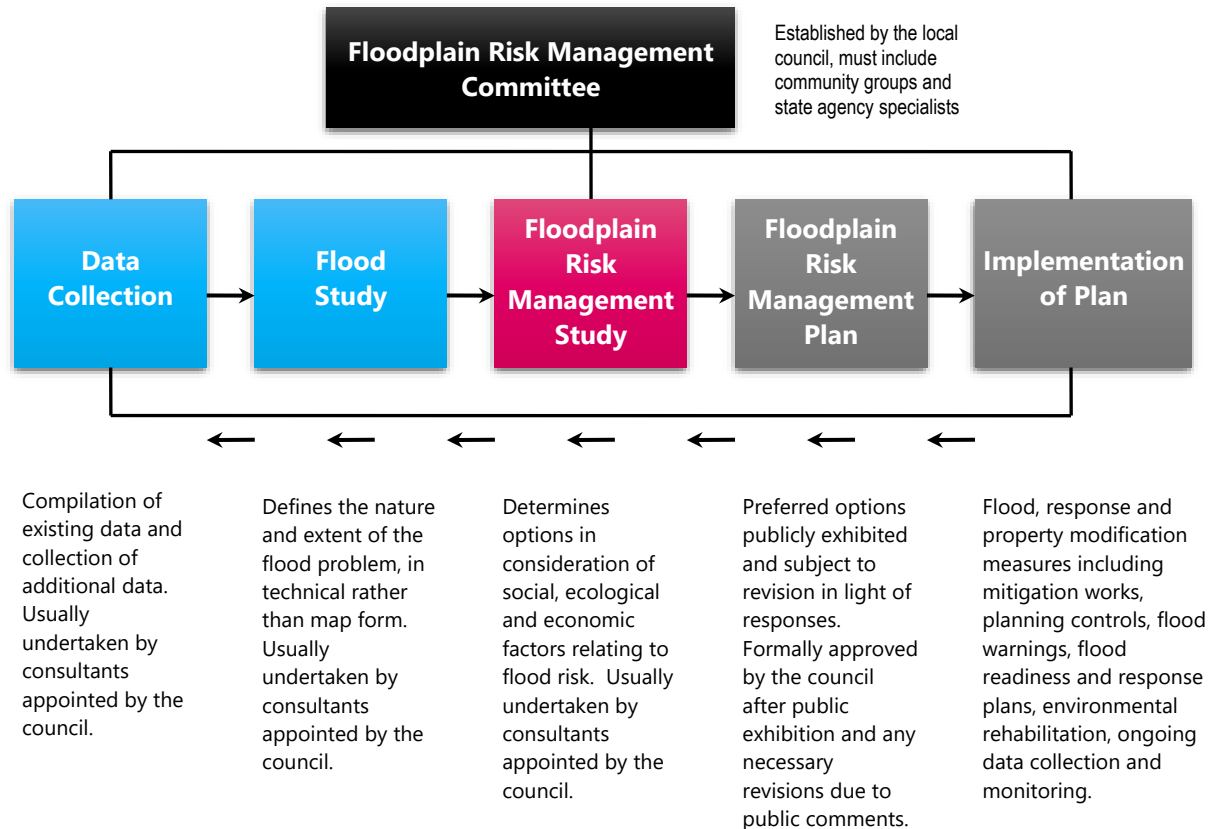 Floodplain Risk Management
Committee
Established by the local
council, must include
community groups and
state agency specialists
Data
Collection
Flood
Study
Floodplain
Risk
Management
Study
Floodplain
Risk
Management
Plan
Implementation
of Plan
Compilation of
existing data and
collection of
additional data.
Usually
undertaken by
consultants
appointed by the
council.
Defines the nature
and extent of the
flood problem, in
technical rather
than map form.
Usually
undertaken by
consultants
appointed by the
council.
Determines
options in
consideration of
social, ecological
and economic
factors relating to
flood risk.  Usually
undertaken by
consultants
appointed by the
council.
Preferred options
publicly exhibited
and subject to
revision in light of
responses.
Formally approved
by the council
after public
exhibition and any
necessary
revisions due to
public comments.
Flood, response and
property modification
measures including
mitigation works,
planning controls, flood
warnings, flood
readiness and response
plans, environmental
rehabilitation, ongoing
data collection and
monitoring.